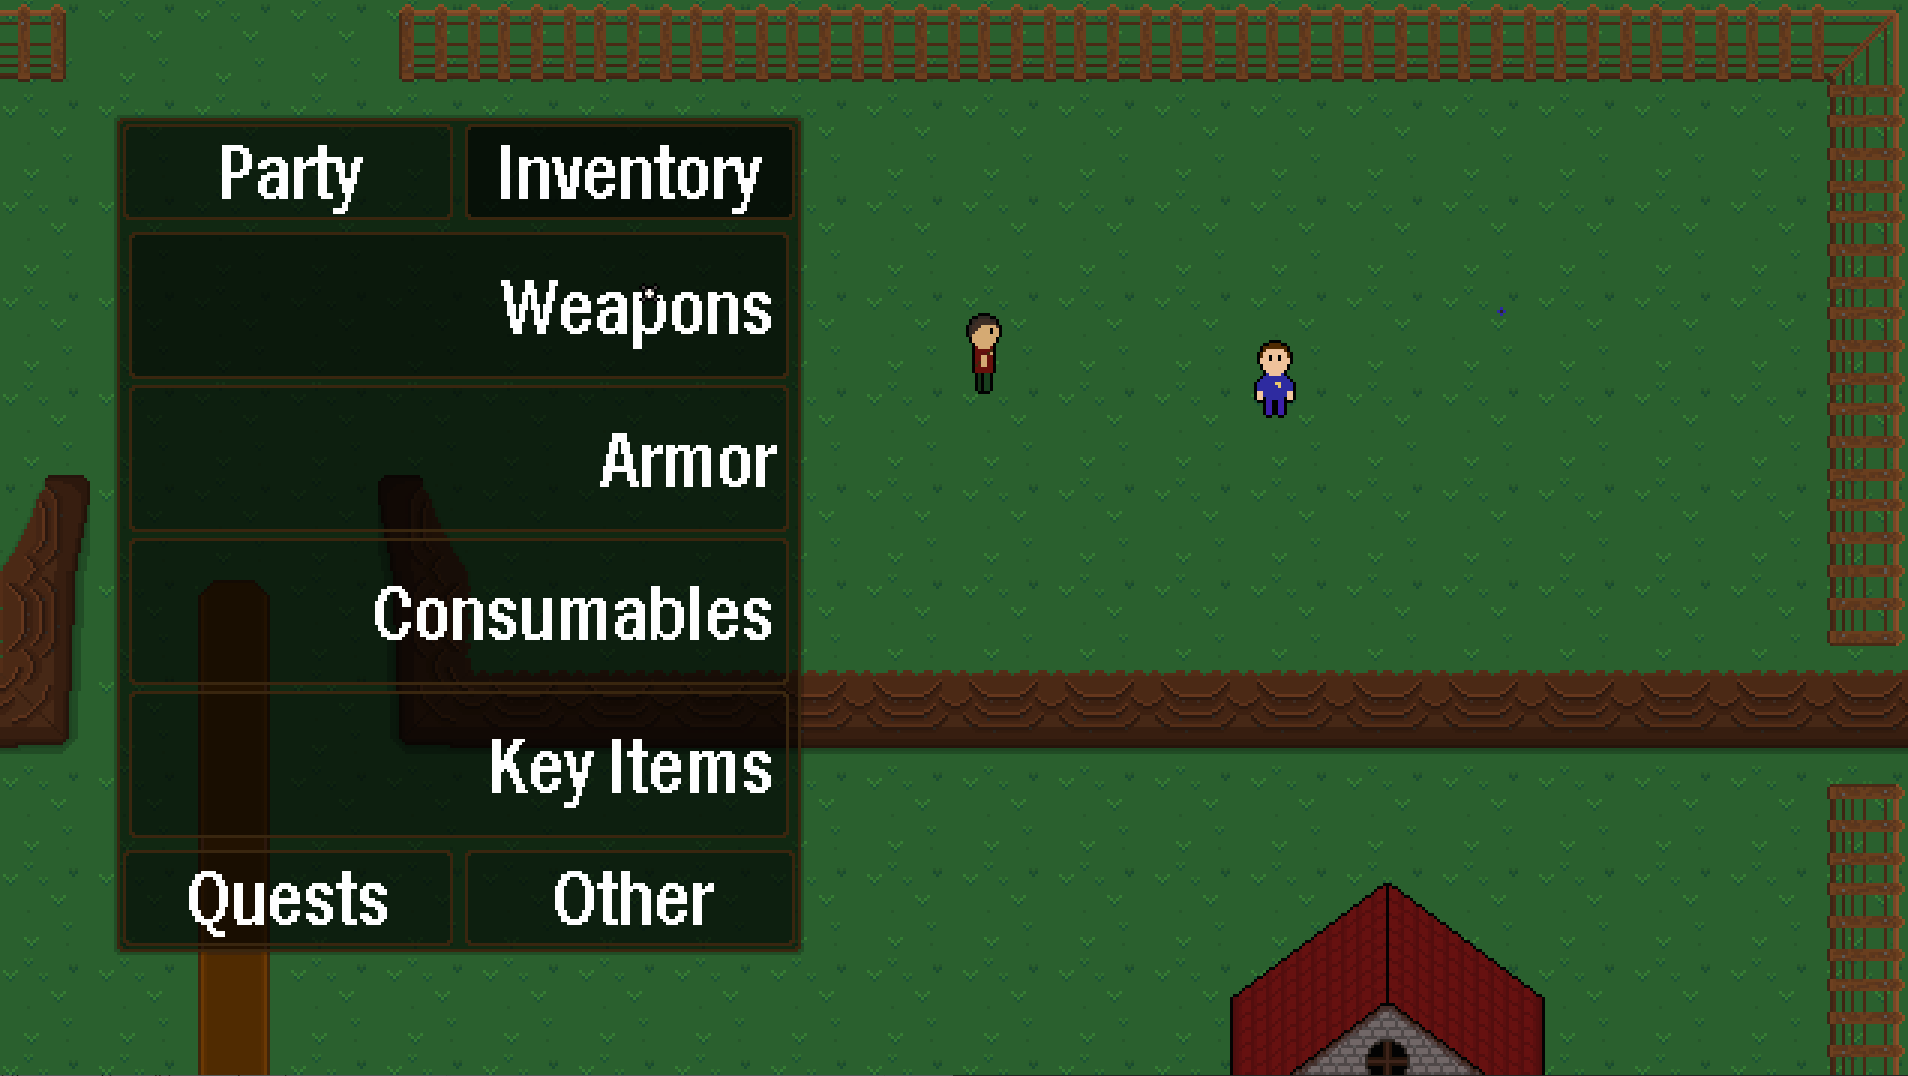 Party Inventory
Weapons
Armor
Consumables
Key Items
Quests Other